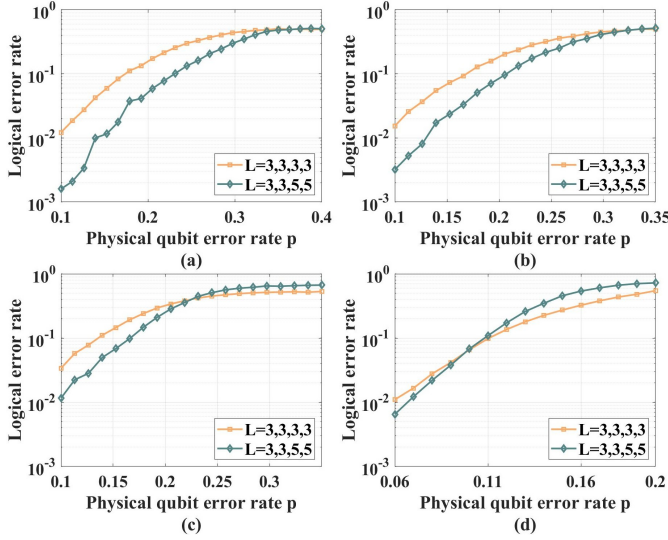 10^0
10^-1
10^-2
10^-3
Logical error rate
L=3,3,3,3
L=3,3,5,5
0.1 0.2 0.3 0.4
Physical qubit error rate p
(a)
10^0
10^-1
10^-2
10^-3
Logical error rate
L=3,3,3,3
L=3,3,5,5
0.1 0.15 0.2 0.25 0.3 0.35
Physical qubit error rate p
(b)
10^0
10^-1
10^-2
10^-3
Logical error rate
L=3,3,3,3
L=3,3,5,5
0.1 0.15 0.2 0.25 0.3
Physical qubit error rate p
(c)
10^0
10^-1
10^-2
10^-3
Logical error rate
L=3,3,3,3
L=3,3,5,5
0.06 0.11 0.16 0.2
Physical qubit error rate p
(d)